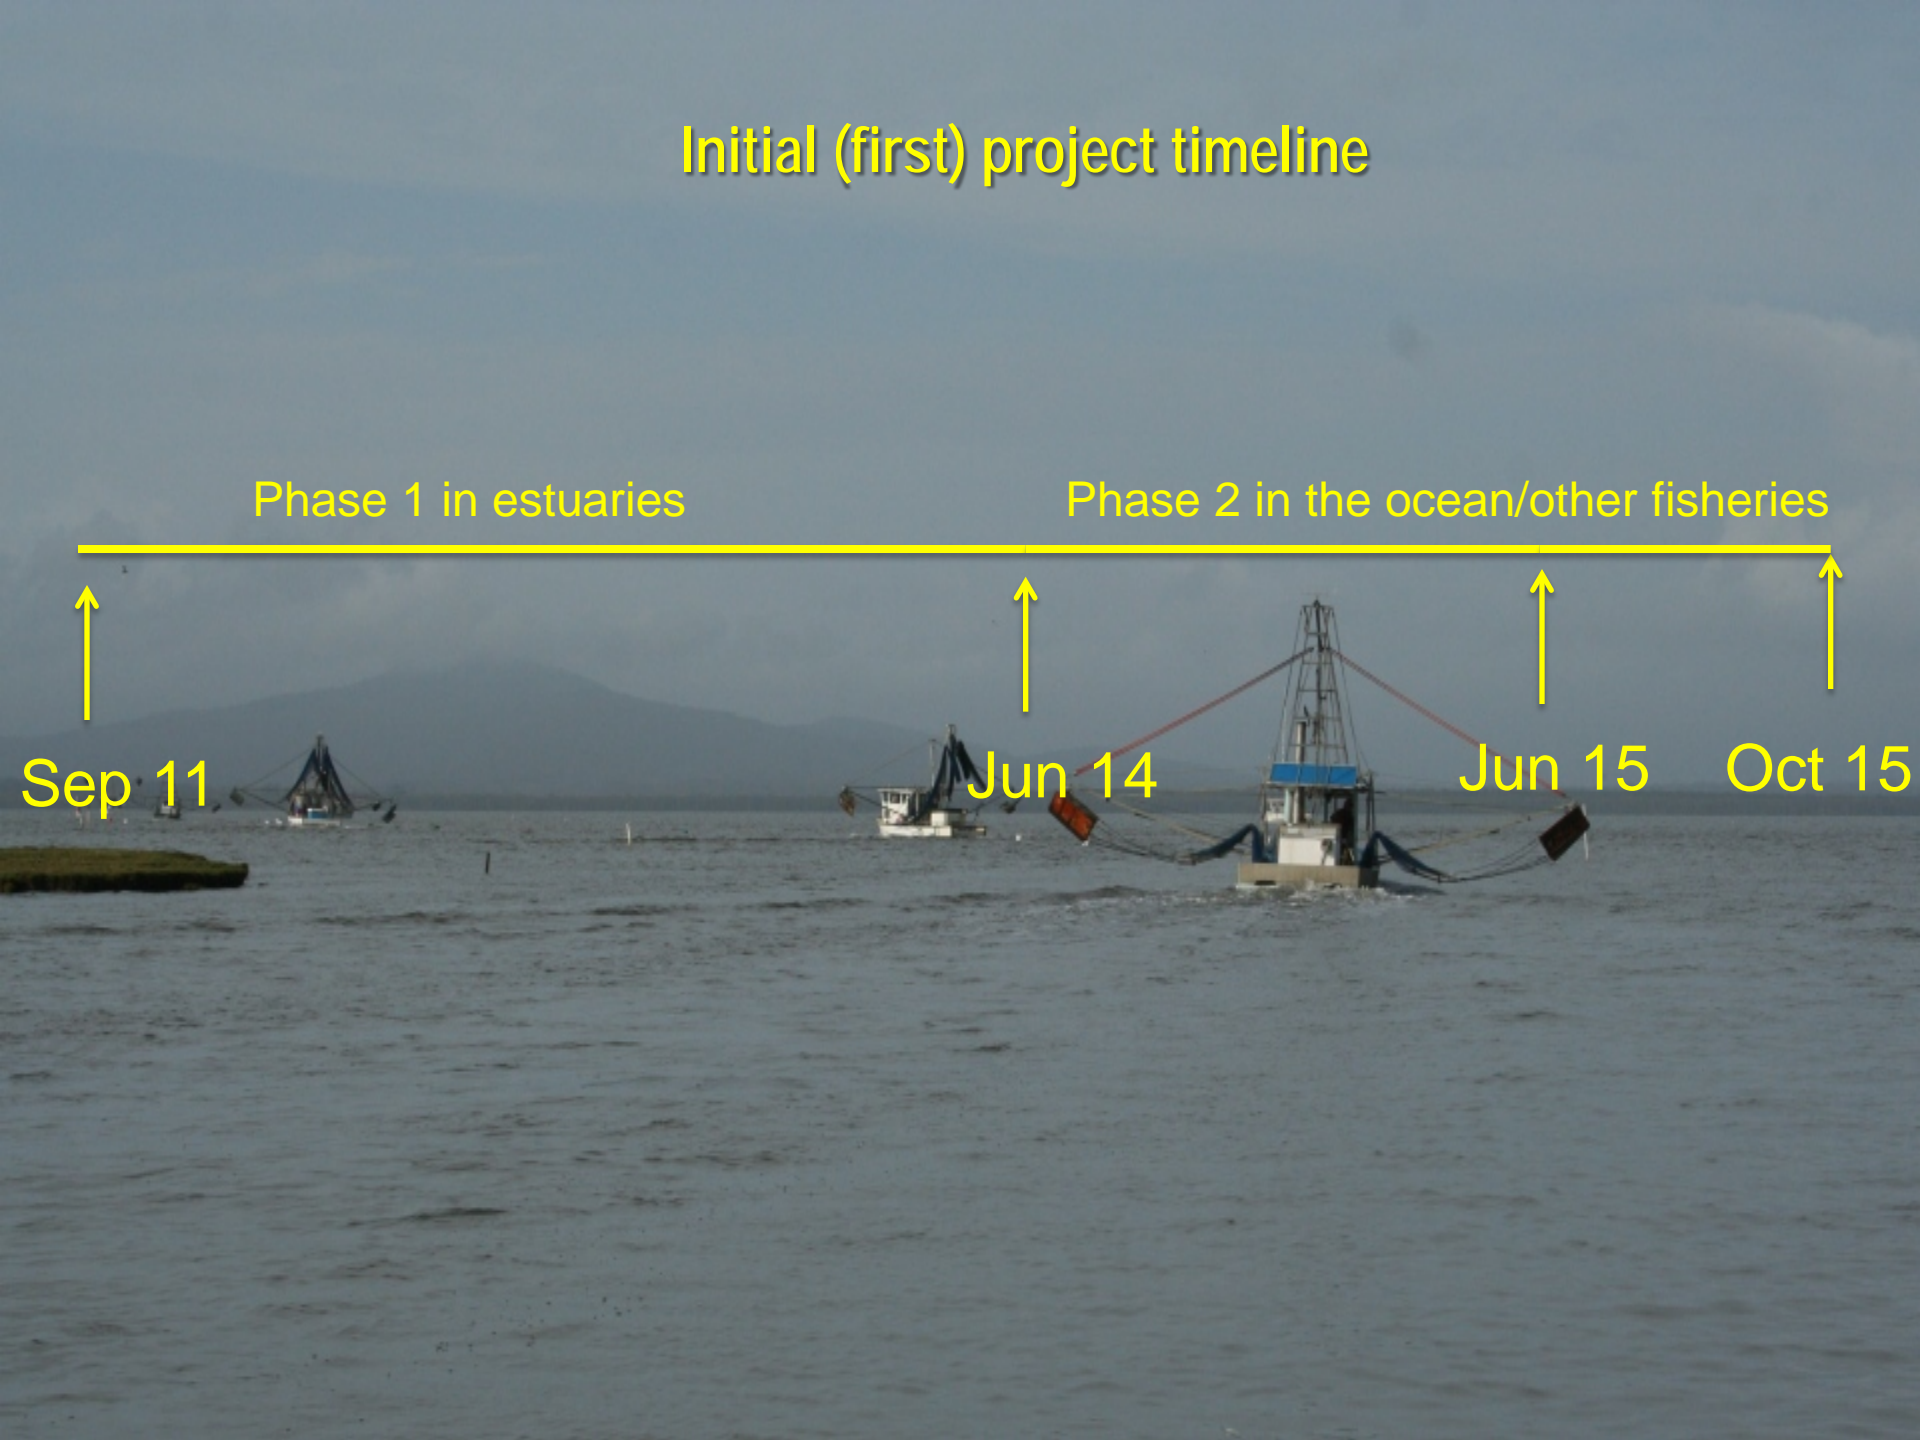 Initial (first) project timeline
Phase 1 in estuaries
Phase 2 in the ocean/other fisheries
Sep 11
Jun 14
Jun 15
Oct 15